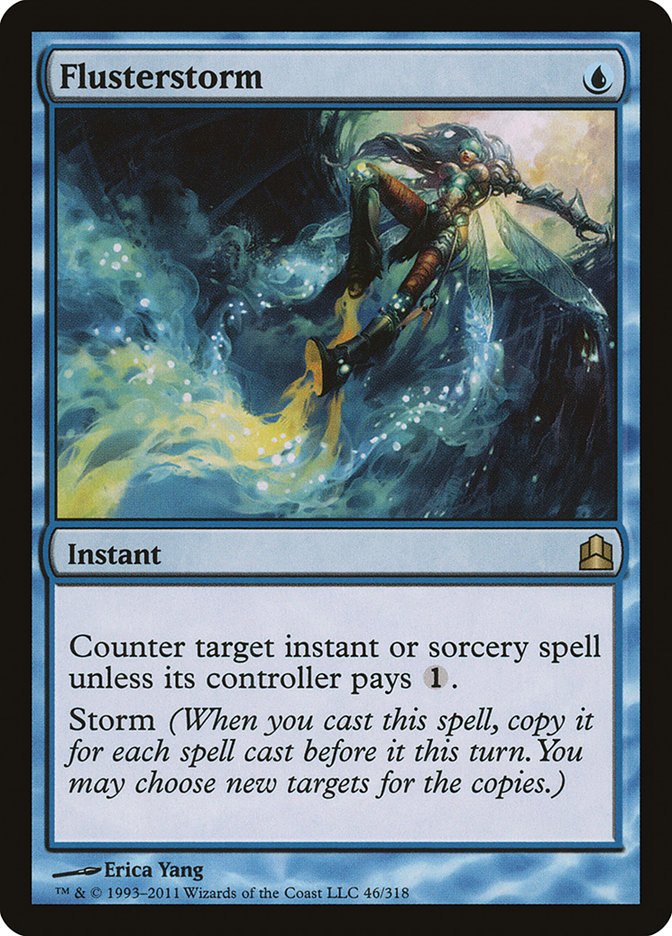 Flusterstorm
Instant
Counter target instant or sorcery spell
unless its controller pays 1.
Storm (When you cast this spell, copy it
for each spell cast before it this turn. You
may choose new targets for the copies.)
Erica Yang
™ & © 1993–2011 Wizards of the Coast LLC 46/318